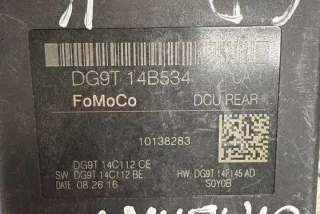 DG9T 14B534 CA
FoMoCo DCU REAR
10138283
DG9T 14C112 CE
SW. DG9T 14C112 BE HW. DG9T 14F145 AD
DATE 08.26.16 SOY0B